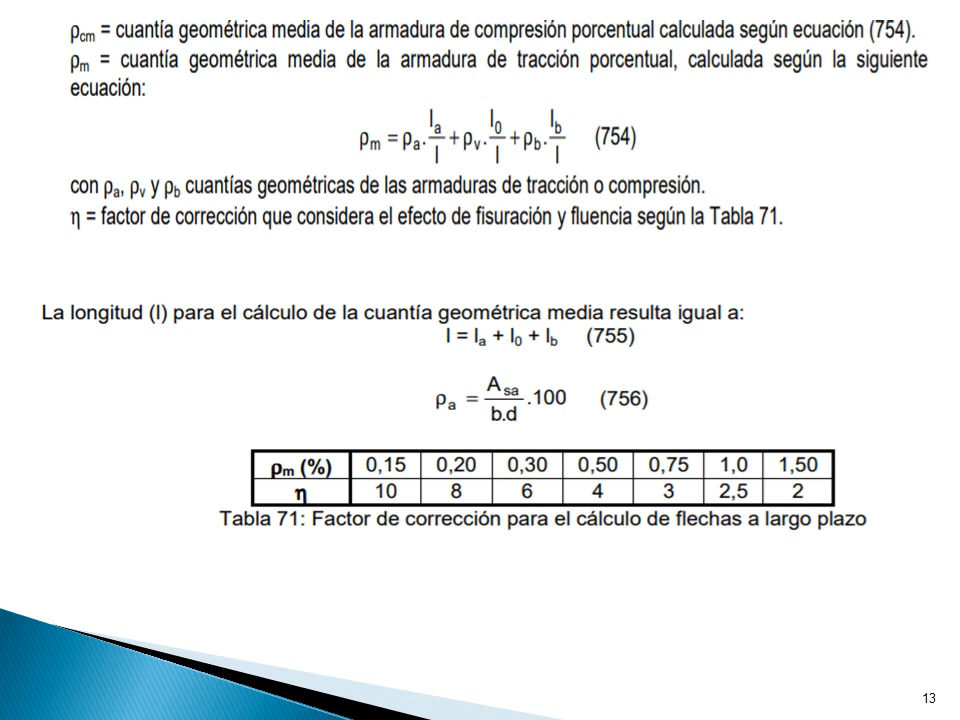 ρcm = cuantía geométrica media de la armadura de compresión porcentual calculada según ecuación (754).
ρm = cuantía geométrica media de la armadura de tracción porcentual, calculada según la siguiente
ecuación:
ρm = ρa. la/l + ρv. l0/l + ρb. lb/l (754)
con ρa, ρv y ρb cuantías geométricas de las armaduras de tracción o compresión.
η = factor de corrección que considera el efecto de fisuración y fluencia según la Tabla 71.
La longitud (l) para el cálculo de la cuantía geométrica media resulta igual a:
l = la + l0 + lb (755)
ρa = Asa/b.d .100 (756)
ρm (%) 0,15 0,20 0,30 0,50 0,75 1,0 1,50
η 10 8 6 4 3 2,5 2
Tabla 71: Factor de corrección para el cálculo de flechas a largo plazo
13